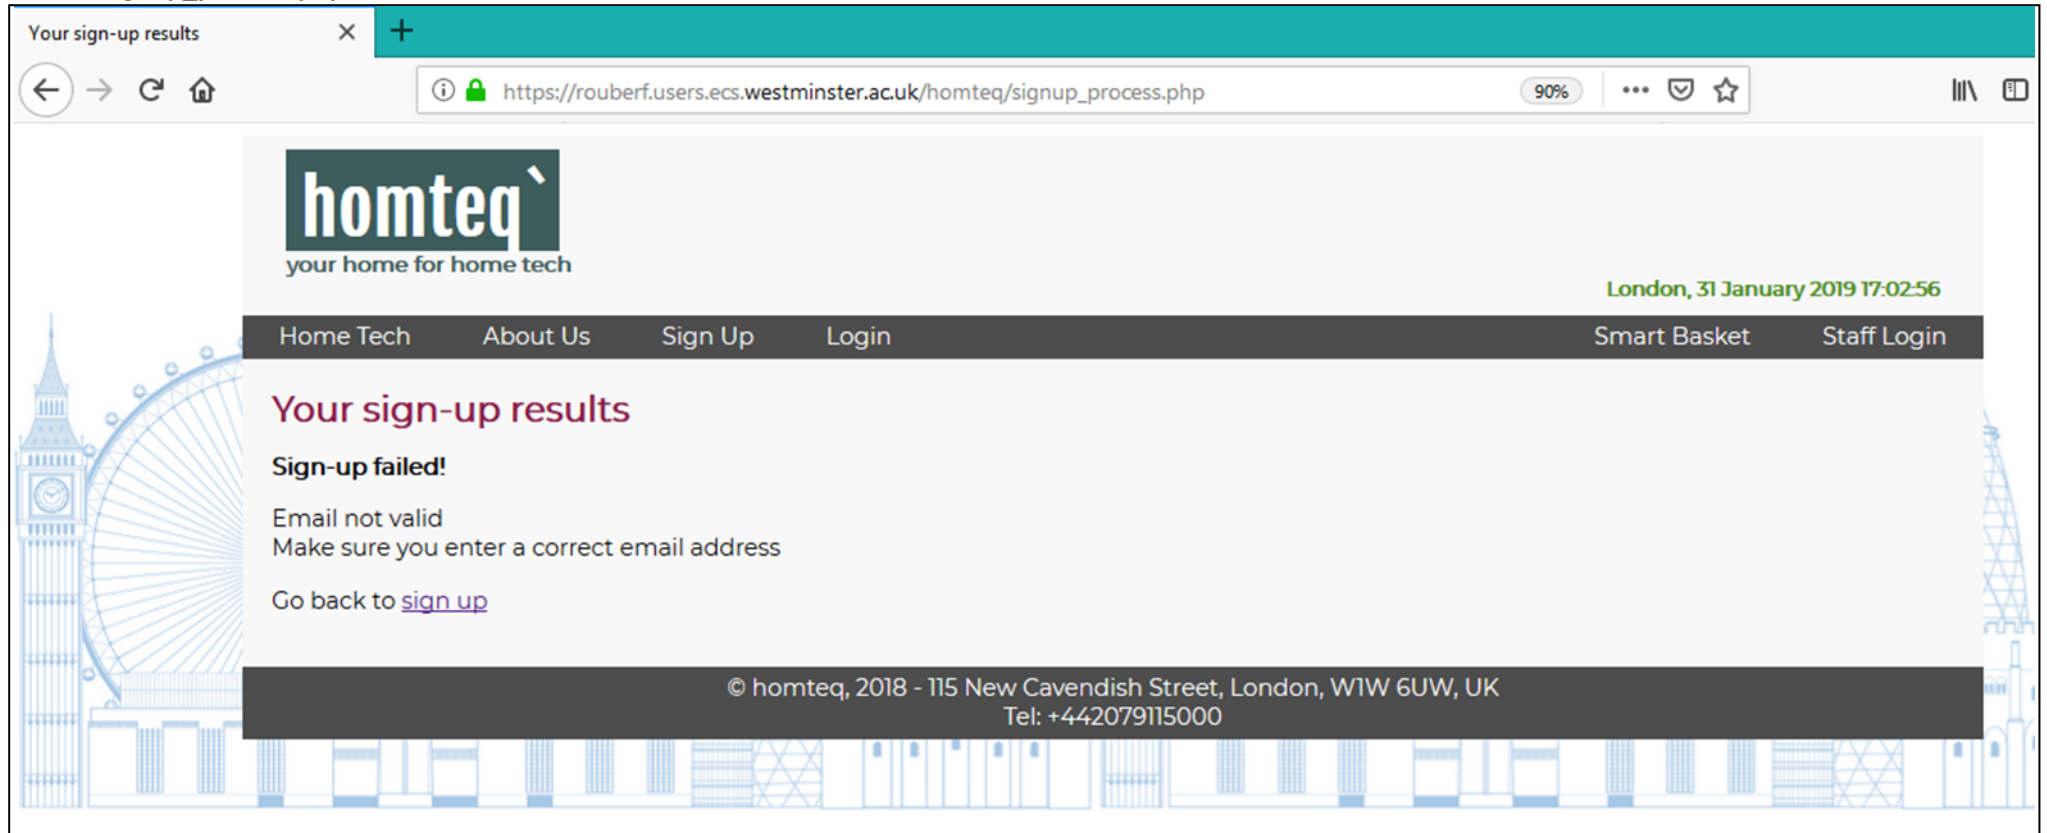 Your sign-up results
https://rouberf.users.ecs.westminster.ac.uk/homteq/signup_process.php
90%
homteq`
your home for home tech
London, 31 January 2019 17:02:56
Home Tech About Us Sign Up Login Smart Basket Staff Login
Your sign-up results
Sign-up failed!
Email not valid
Make sure you enter a correct email address
Go back to sign up
© homteq, 2018 - 115 New Cavendish Street, London, W1W 6UW, UK
Tel: +442079115000